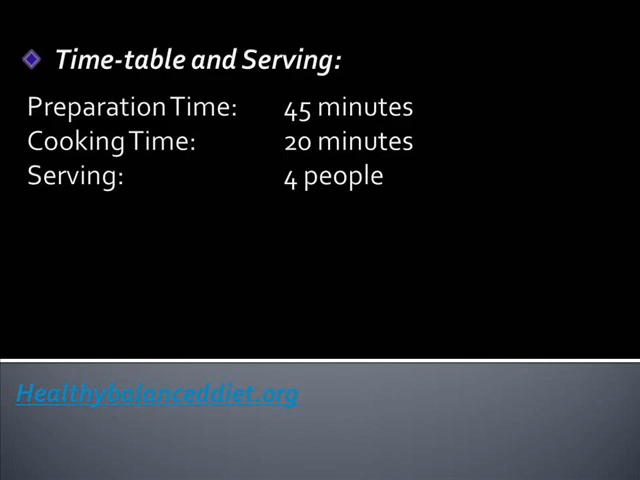 Time-table and Serving:
Preparation Time: 45 minutes
Cooking Time: 20 minutes
Serving: 4 people
Healthybalanceddiet.org